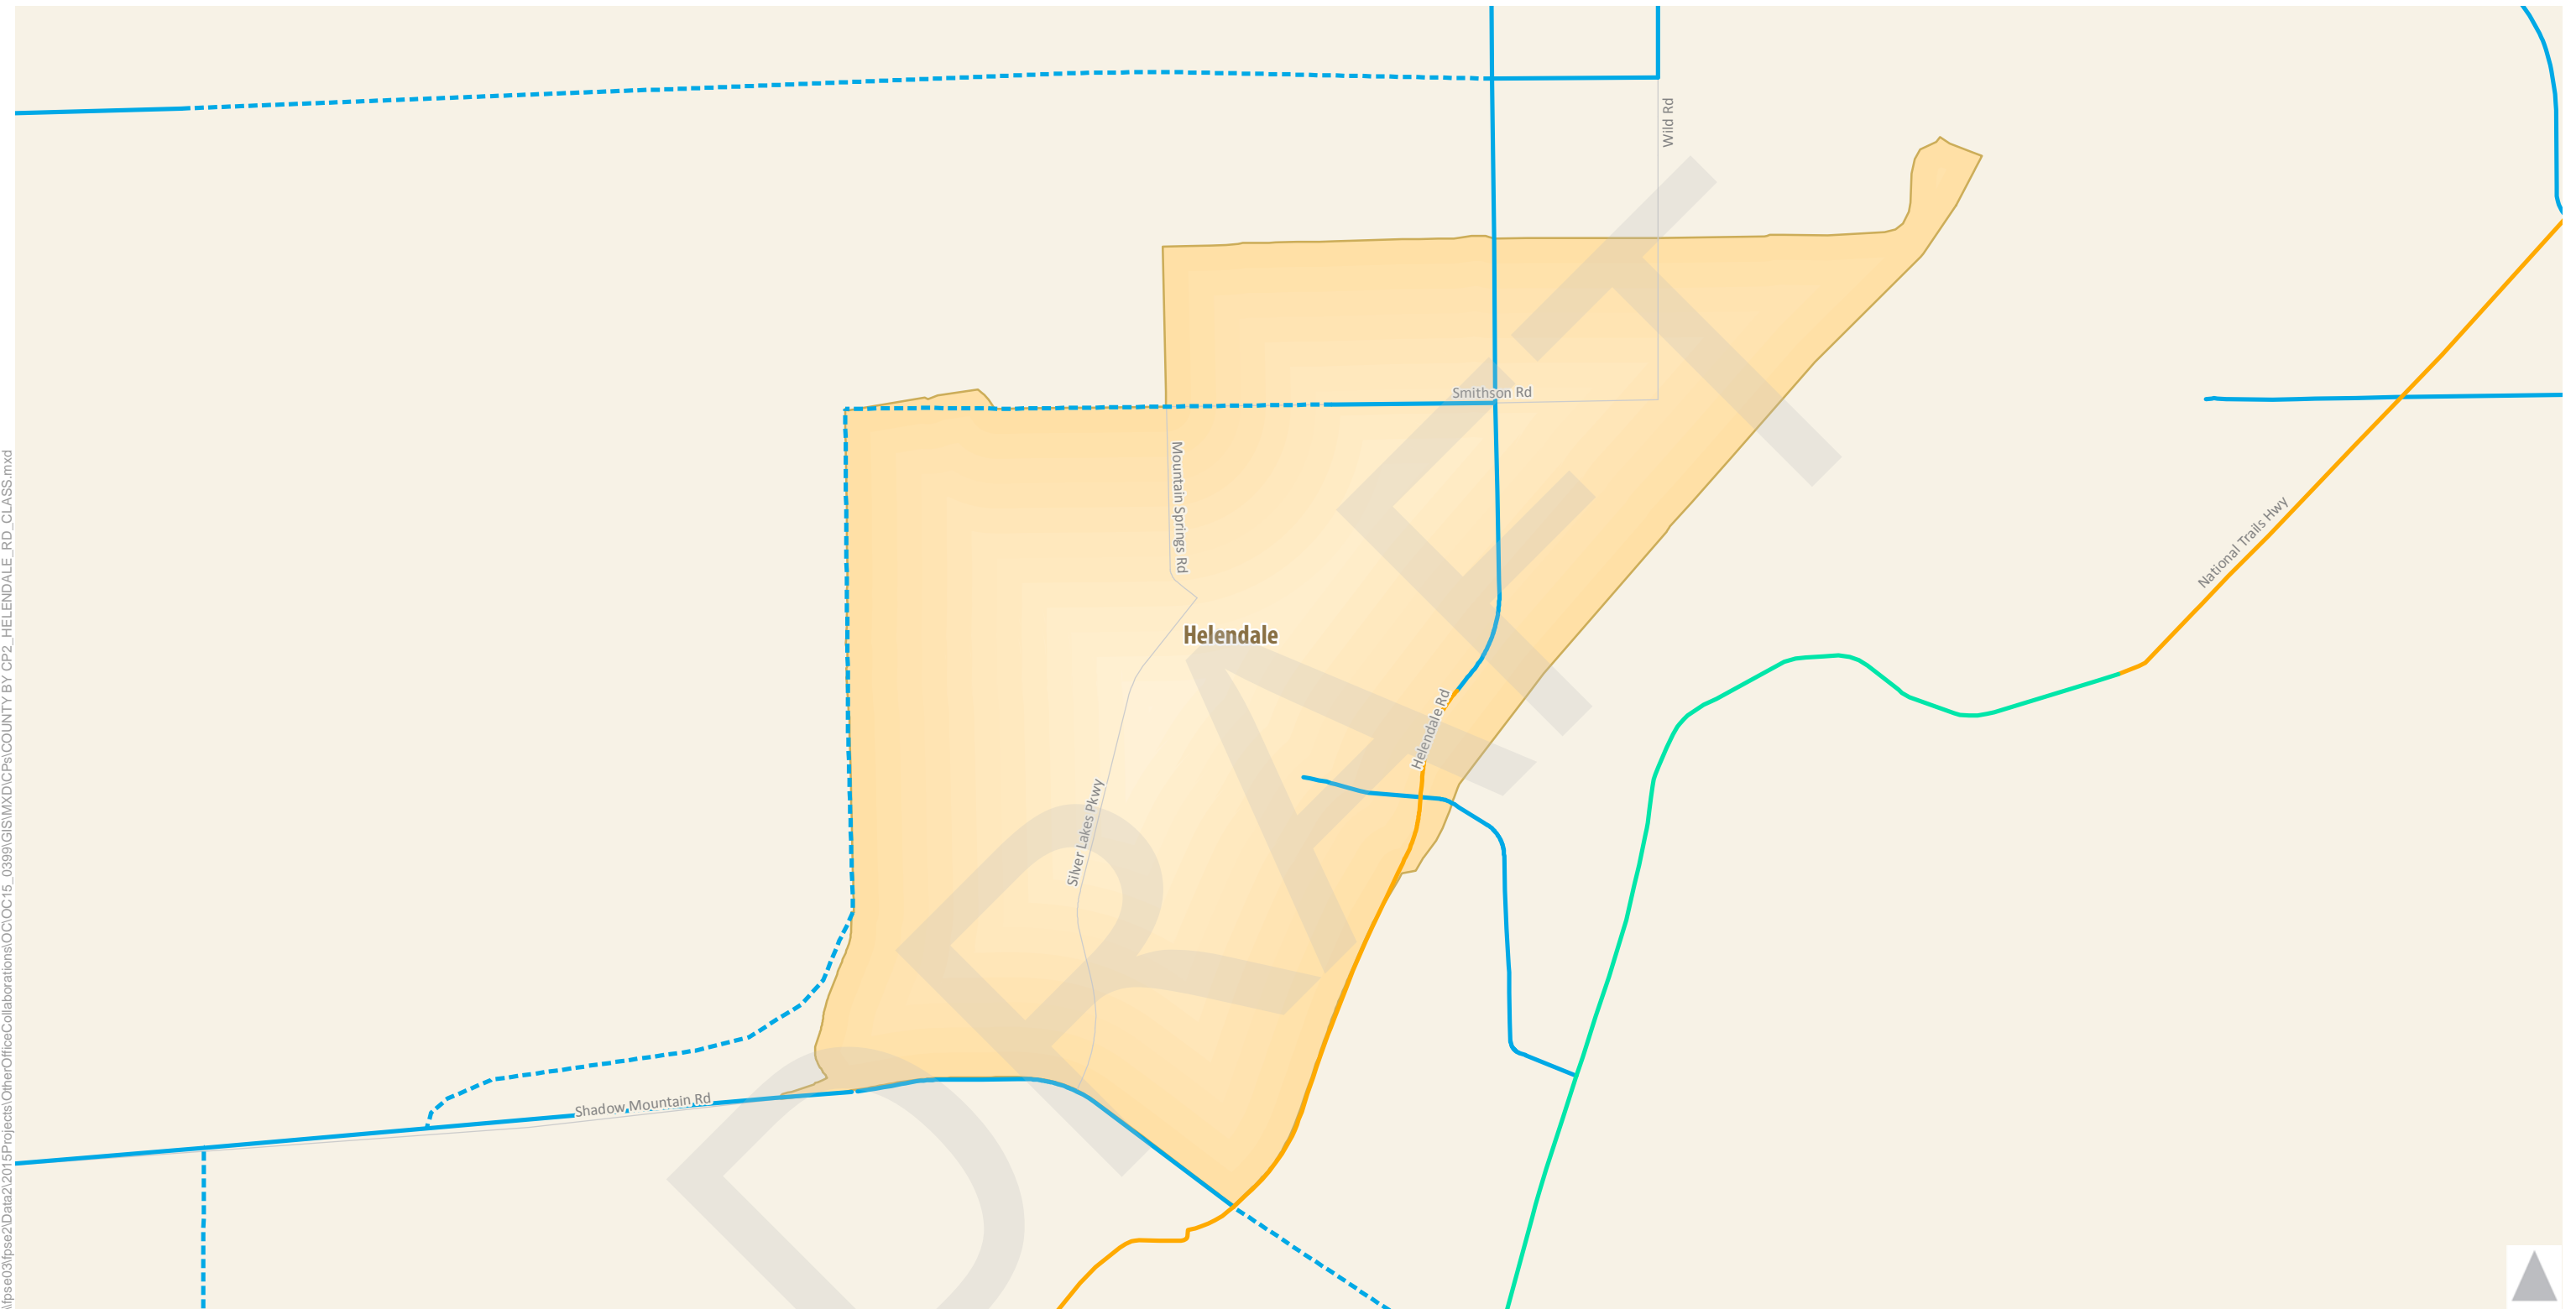 Wild Rd
Smithson Rd
Mountain Springs Rd
National Trails Hwy
Helendale
Helendale Rd
Silver Lakes Pkwy
Shadow Mountain Rd
DRAFT
\\fpse03\fpse2\Data2\2015Projects\OtherOfficeCollaborations\OC\OC15_0399\GIS\MXD\CPs\COUNTY BY CP2_HELENDALE_RD_CLASS.mxd